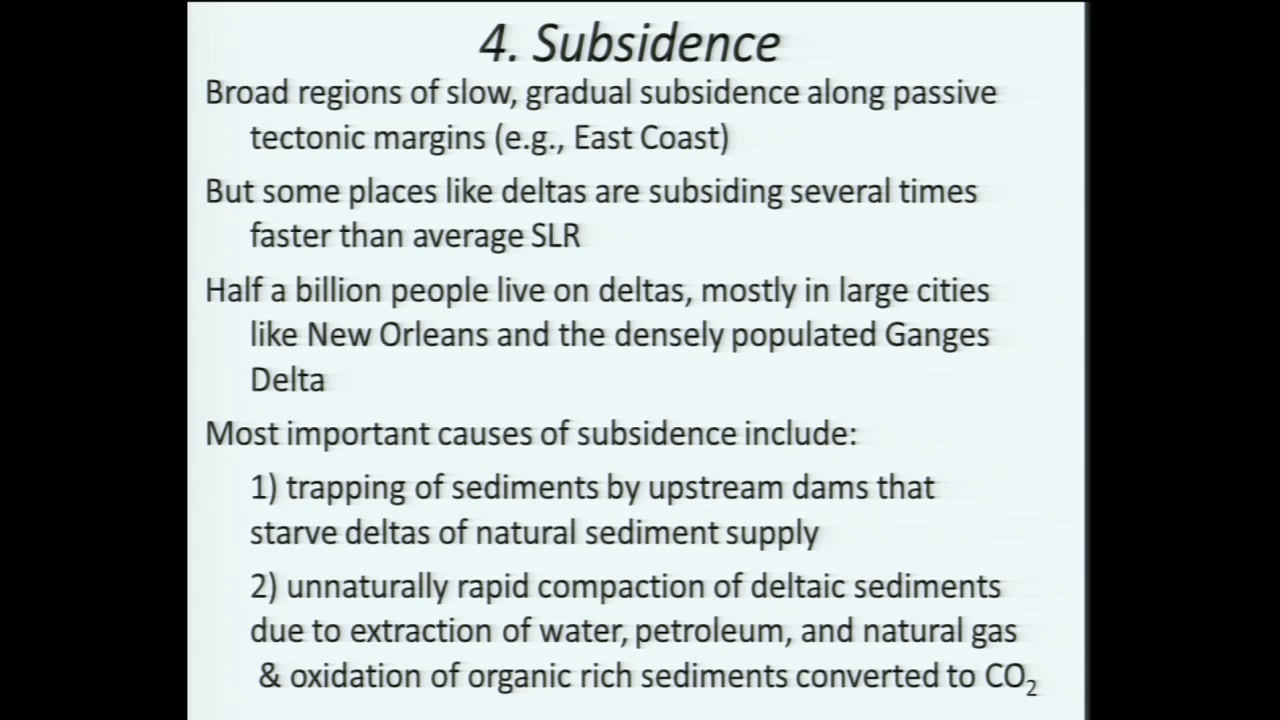 4. Subsidence
Broad regions of slow, gradual subsidence along passive
tectonic margins (e.g., East Coast)
But some places like deltas are subsiding several times
faster than average SLR
Half a billion people live on deltas, mostly in large cities
like New Orleans and the densely populated Ganges
Delta
Most important causes of subsidence include:
1) trapping of sediments by upstream dams that
starve deltas of natural sediment supply
2) unnaturally rapid compaction of deltaic sediments
due to extraction of water, petroleum, and natural gas
& oxidation of organic rich sediments converted to CO₂